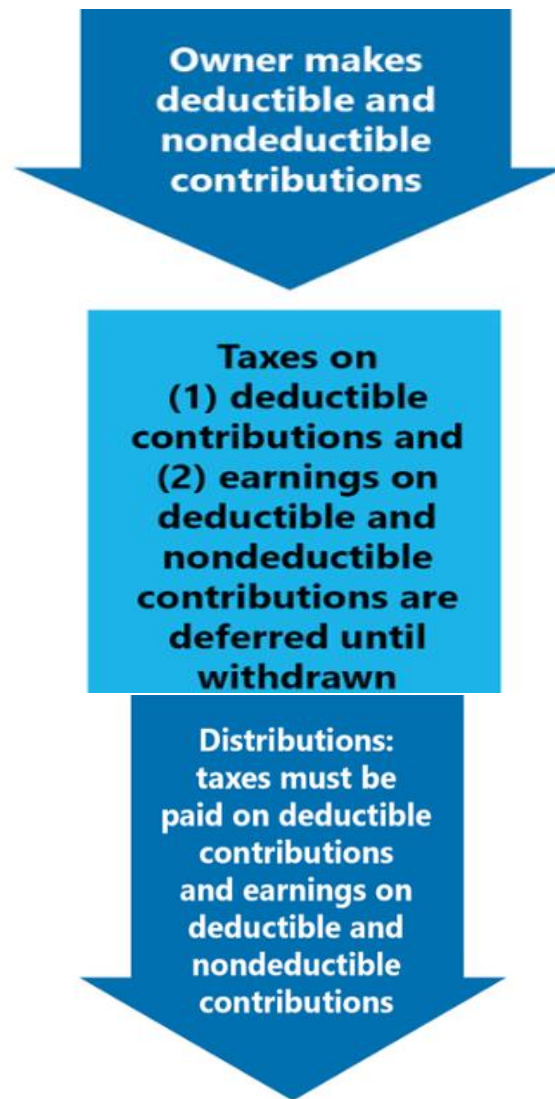 Owner makes
deductible and
nondeductible
contributions
Taxes on
(1) deductible
contributions and
(2) earnings on
deductible and
nondeductible
contributions are
deferred until
withdrawn
Distributions:
taxes must be
paid on deductible
contributions
and earnings on
deductible and
nondeductible
contributions